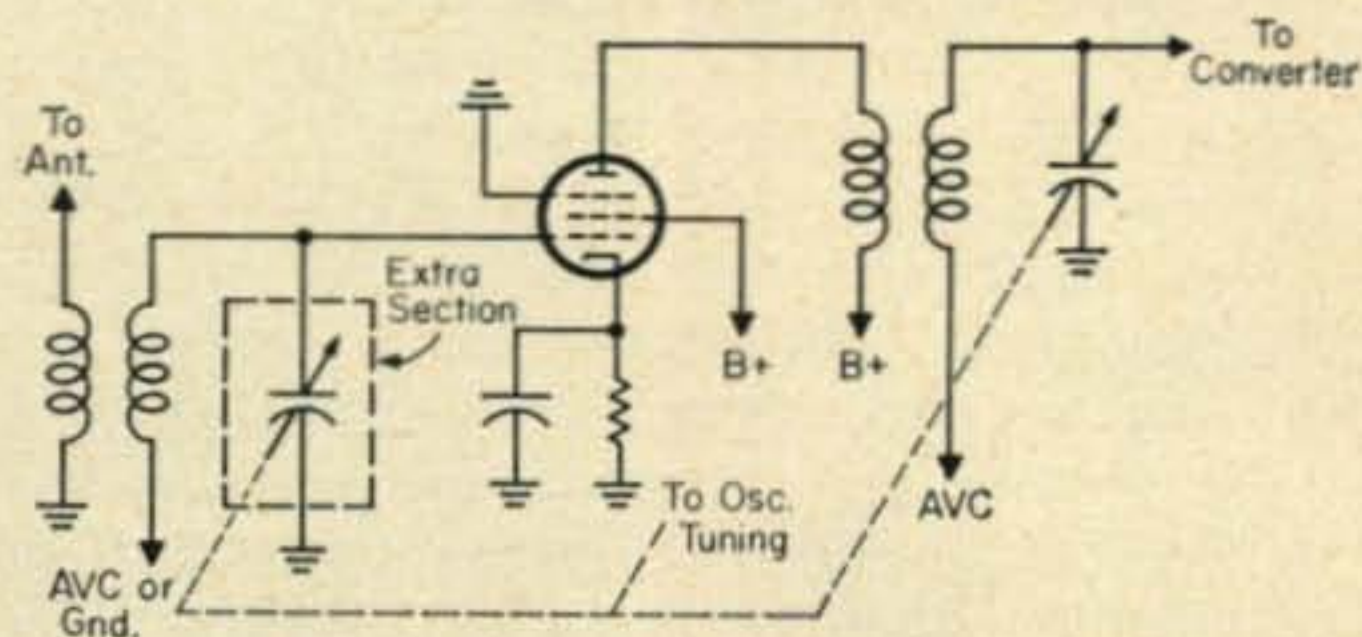 To
Converter
To
Ant.
Extra
Section
B+
B+
To Osc.
Tuning
AVC
AVC or
Gnd.